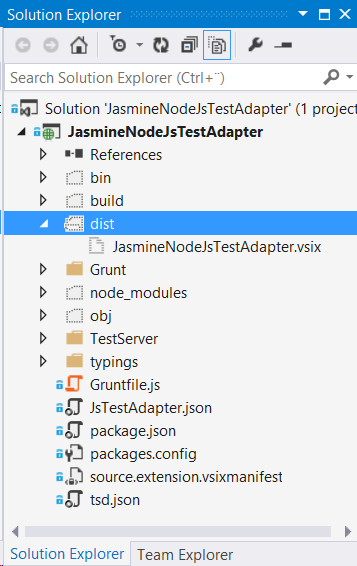 Solution Explorer
Search Solution Explorer (Ctrl+¨)
Solution 'JasmineNodeJsTestAdapter' (1 project
JasmineNodeJsTestAdapter
References
bin
build
dist
JasmineNodeJsTestAdapter.vsix
Grunt
node_modules
obj
TestServer
typings
Gruntfile.js
JsTestAdapter.json
package.json
packages.config
source.extension.vsixmanifest
tsd.json
Solution Explorer Team Explorer